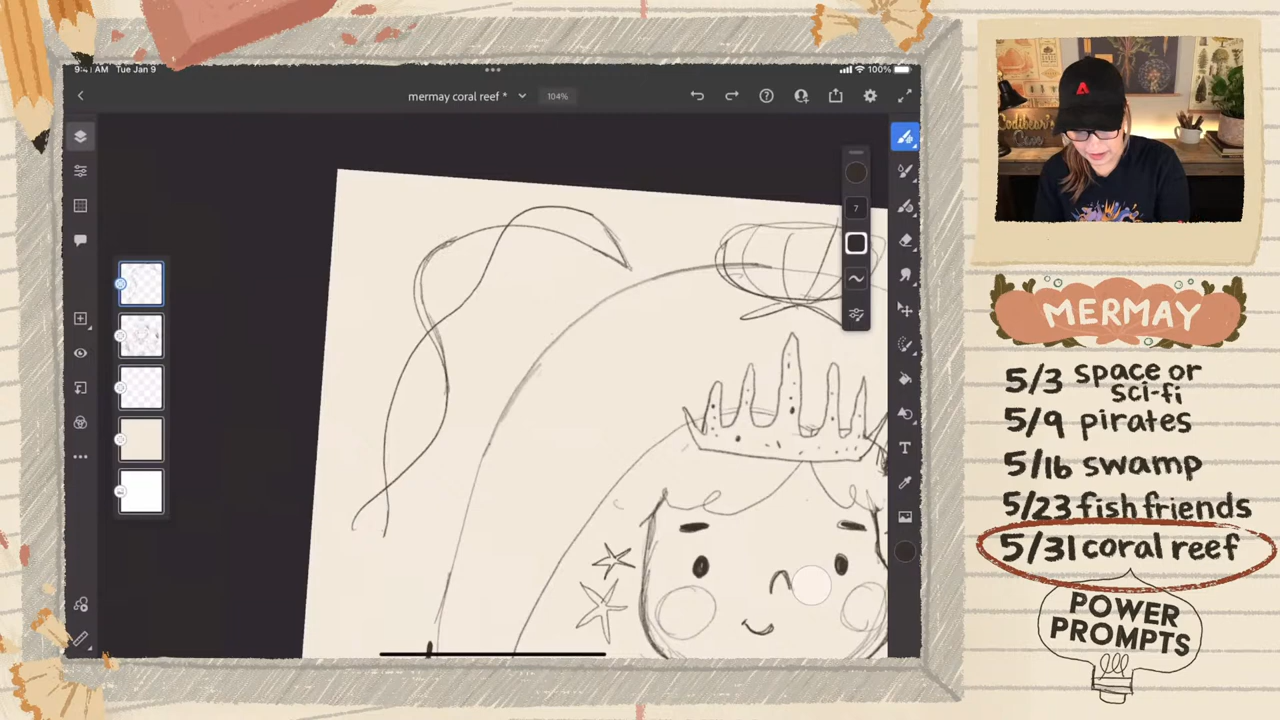 9:41 AM Tue Jan 9
100%
mermay coral reef *
104%
7
T
MERMAY
5/3 space or
sci-fi
5/9 pirates
5/16 swamp
5/23 fish friends
5/31 coral reef
POWER
PROMPTS